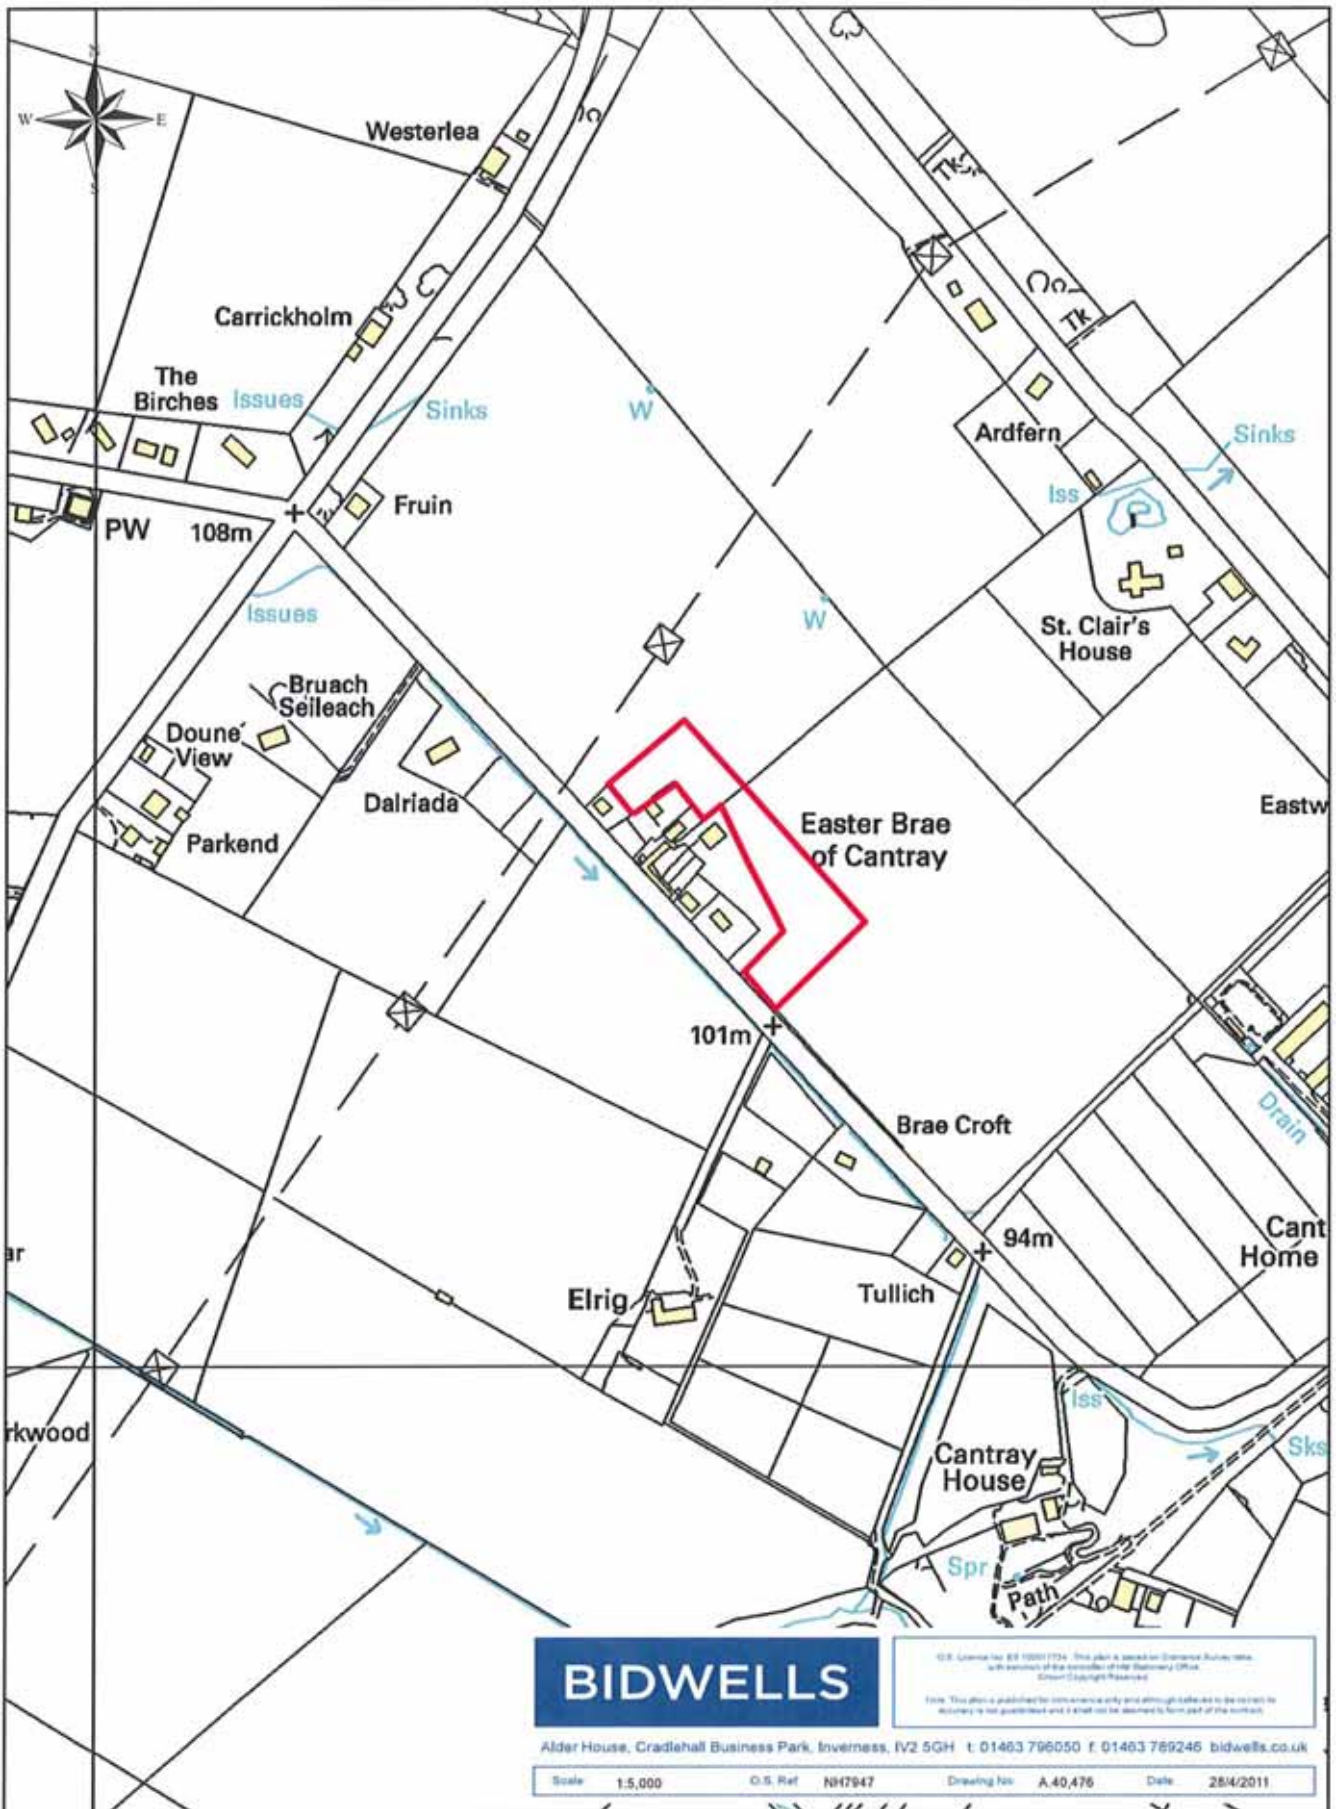 N
W E
S
Westerlea
Tk
Carrickholm
Tk
The
Birches
Issues
Sinks
W
Ardfern
Sinks
Iss
Fruin
PW
108m
Issues
W
St. Clair's
House
Bruach
Seileach
Doune
View
Dalriada
Parkend
Eastw
Easter Brae
of Cantray
101m
Brae Croft
Drain
94m
Cant
Home
ar
Elrig
Tullich
Iss
rkwood
Cantray
House
Sks
Spr
Path
BIDWELLS
Crown Copyright Reserved
Alder House, Cradlehall Business Park, Inverness, IV2 5GH t: 01463 796050 f: 01463 789246 bidwells.co.uk
Scale 1:5,000 O.S. Ref NH7947 Drawing No A.40,476 Date 28/4/2011